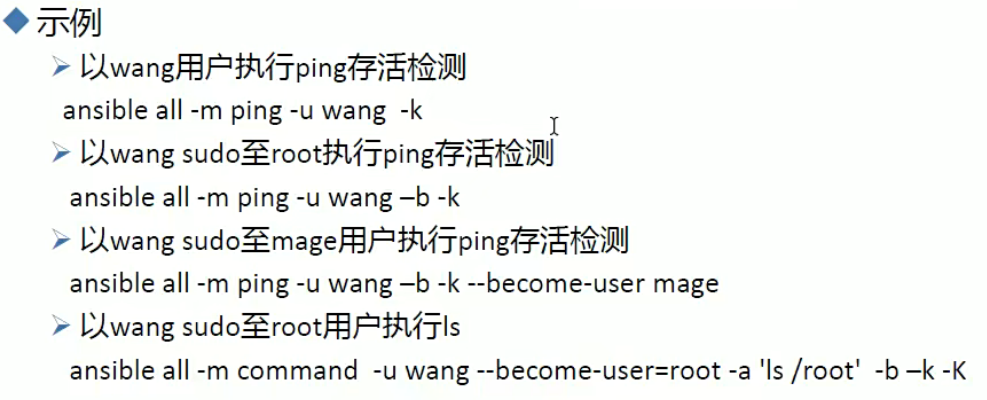 示例
以wang用户执行ping存活检测
ansible all -m ping -u wang -k
以wang sudo至root执行ping存活检测
ansible all -m ping -u wang –b -k
以wang sudo至mage用户执行ping存活检测
ansible all -m ping -u wang –b -k --become-user mage
以wang sudo至root用户执行ls
ansible all -m command -u wang --become-user=root -a 'ls /root' -b –k -K